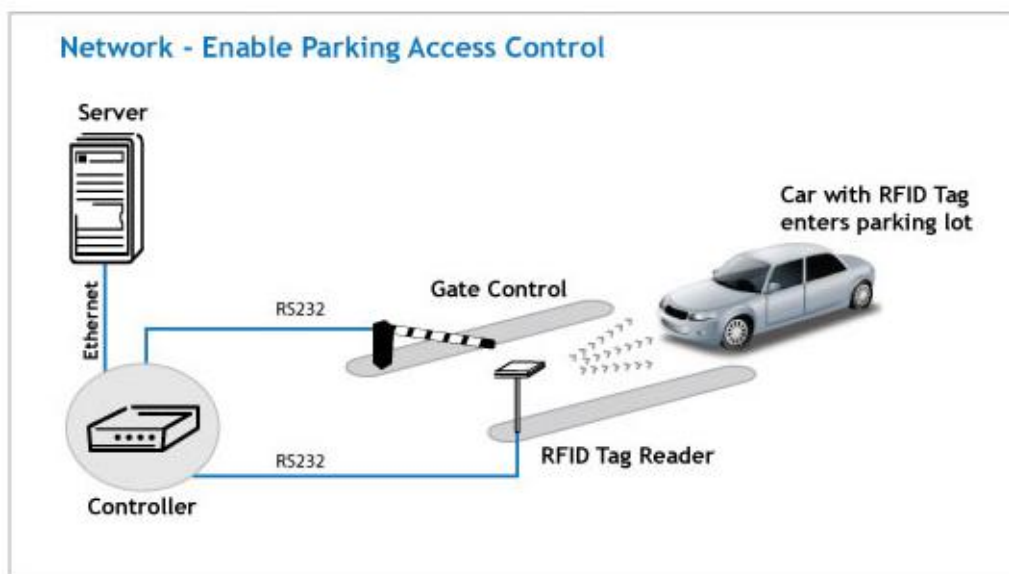 Network - Enable Parking Access Control
Server
Car with RFID Tag
enters parking lot
Gate Control
RS232
Ethernet
RS232
RFID Tag Reader
Controller